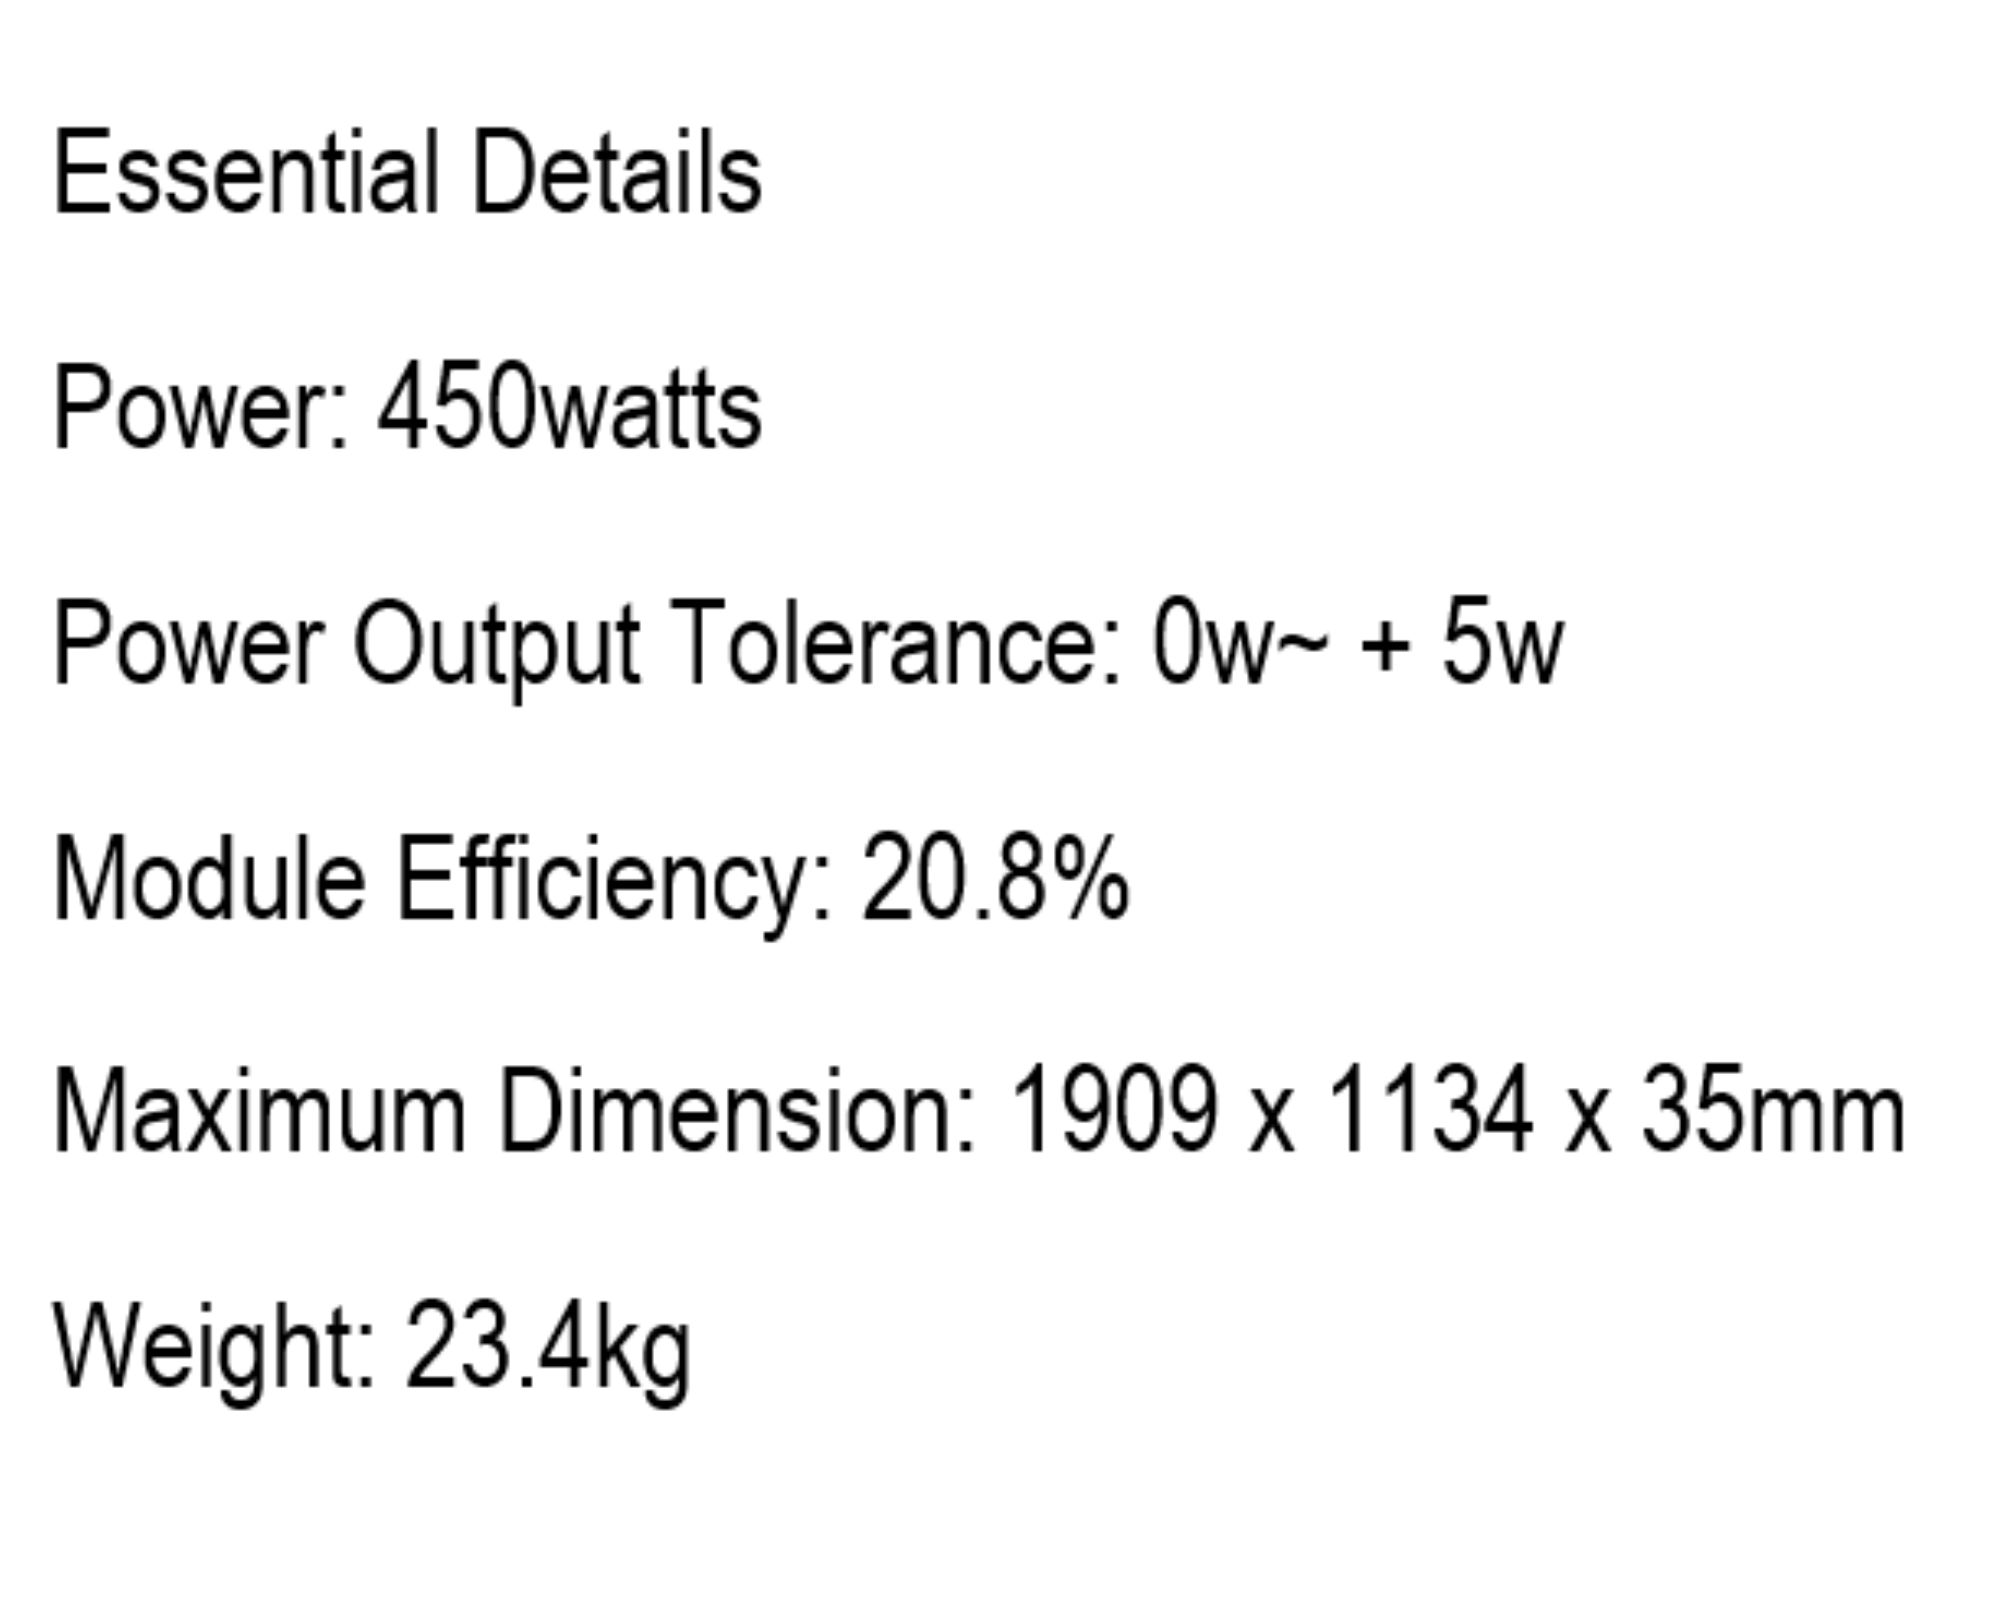 Essential Details
Power: 450watts
Power Output Tolerance: 0w~ + 5w
Module Efficiency: 20.8%
Maximum Dimension: 1909 x 1134 x 35mm
Weight: 23.4kg